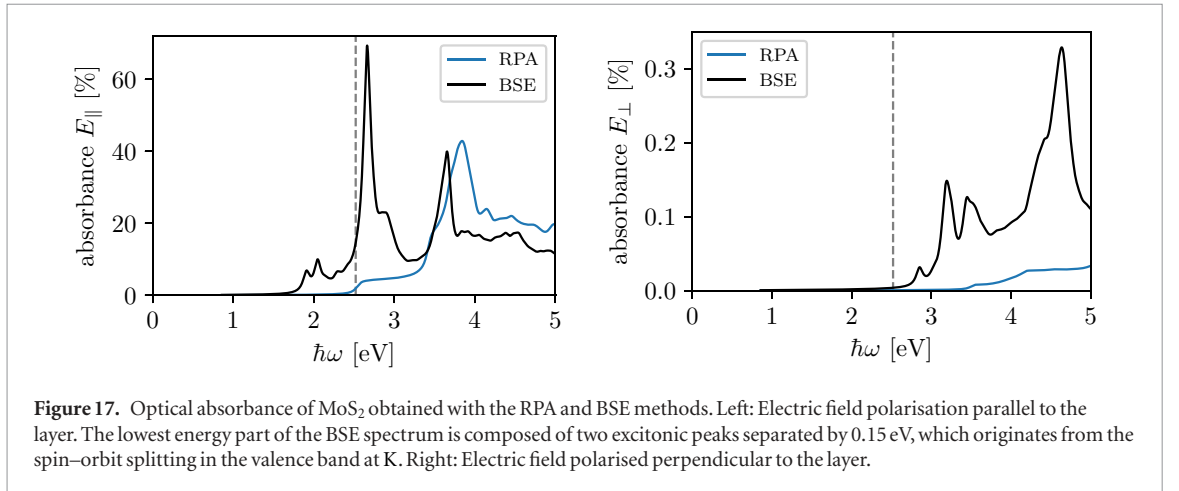 absorbance E∥ [%]
60
40
20
0
RPA
BSE
0 1 2 3 4 5
ħω [eV]
absorbance E⊥ [%]
0.3
0.2
0.1
0.0
RPA
BSE
0 1 2 3 4 5
ħω [eV]
Figure 17. Optical absorbance of MoS₂ obtained with the RPA and BSE methods. Left: Electric field polarisation parallel to the
layer. The lowest energy part of the BSE spectrum is composed of two excitonic peaks separated by 0.15 eV, which originates from the
spin–orbit splitting in the valence band at K. Right: Electric field polarised perpendicular to the layer.